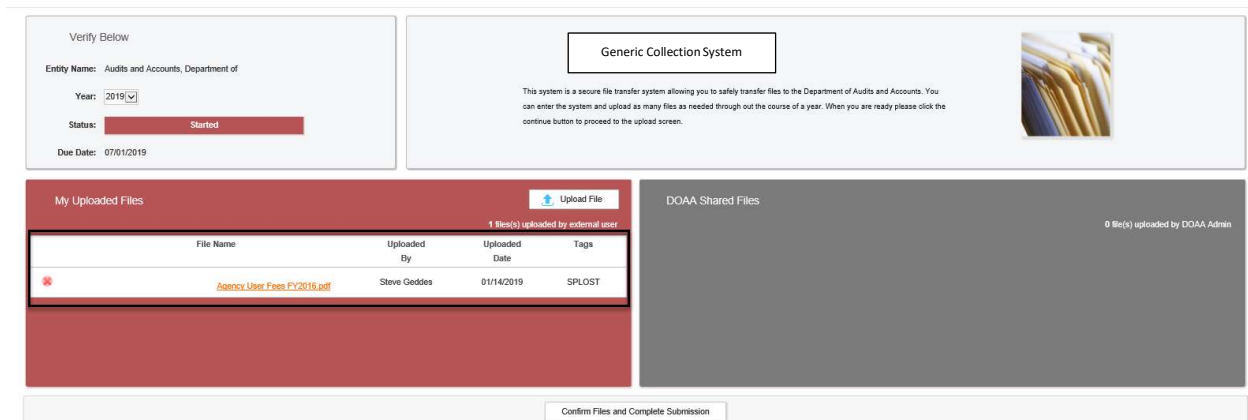 Verify Below
Entity Name: Audits and Accounts, Department of
Year: 2019
Status: Started
Due Date: 07/01/2019
Generic Collection System
This system is a secure file transfer system allowing you to safely transfer files to the Department of Audits and Accounts. You
can enter the system and upload as many files as needed through out the course of a year. When you are ready please click the
continue button to proceed to the upload screen.
My Uploaded Files
Upload File
1 files(s) uploaded by external user
File Name Uploaded By Uploaded Date Tags
Agency User Fees FY2016.pdf Steve Geddes 01/14/2019 SPLOST
DOAA Shared Files
0 file(s) uploaded by DOAA Admin
Confirm Files and Complete Submission